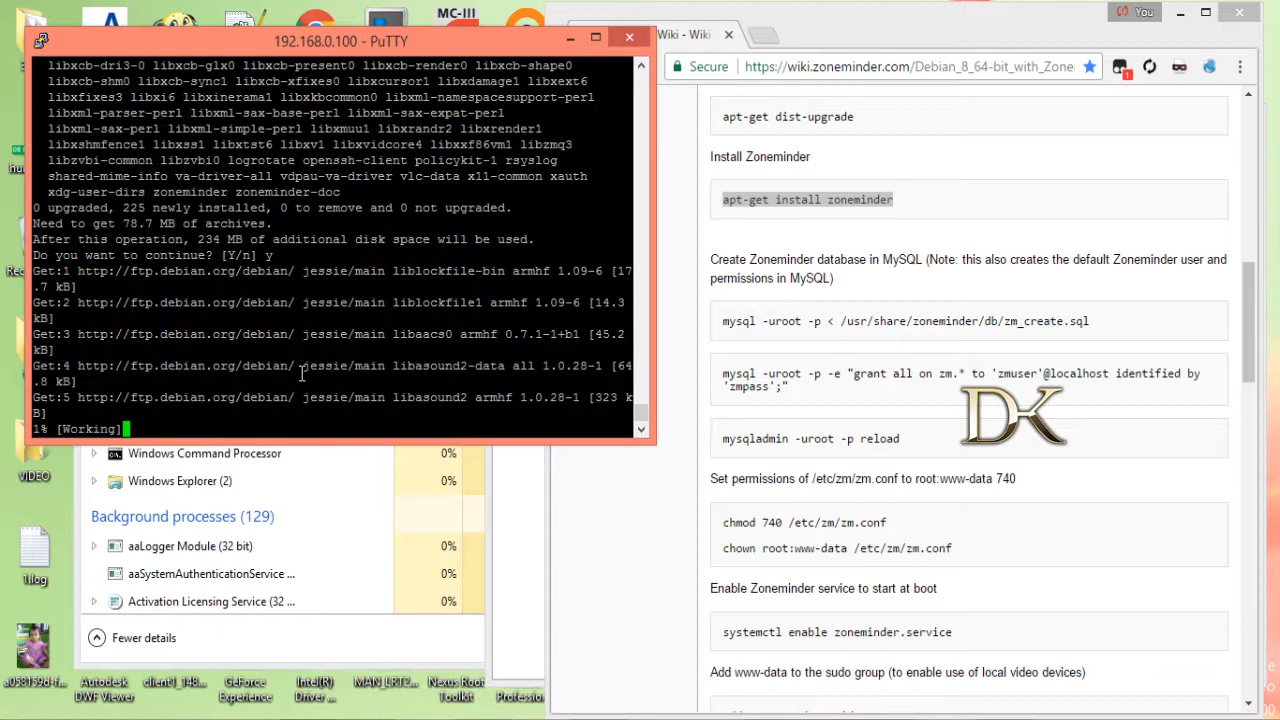 MC-III
You
192.168.0.100 - PuTTY
Wiki - Wiki
Secure https://wiki.zoneminder.com/Debian_8_64-bit_with_Zone
1
libxcb-dri3-0 libxcb-glx0 libxcb-present0 libxcb-render0 libxcb-shape0
libxcb-shm0 libxcb-sync1 libxcb-xfixes0 libxcursor1 libxdamage1 libxext6
libxfixes3 libxi6 libxinerama1 libxkbcommon0 libxml-namespacesupport-perl
libxml-parser-perl libxml-sax-base-perl libxml-sax-expat-perl
libxml-sax-perl libxml-simple-perl libxmuu1 libxrandr2 libxrender1
libxshmfence1 libxss1 libxtst6 libxv1 libxvidcore4 libxxf86vm1 libzmq3
libzvbi-common libzvbi0 logrotate openssh-client policykit-1 rsyslog
shared-mime-info va-driver-all vdpau-va-driver vlc-data x11-common xauth
xdg-user-dirs zoneminder zoneminder-doc
0 upgraded, 225 newly installed, 0 to remove and 0 not upgraded.
Need to get 78.7 MB of archives.
After this operation, 234 MB of additional disk space will be used.
Do you want to continue? [Y/n] y
Get:1 http://ftp.debian.org/debian/ jessie/main liblockfile-bin armhf 1.09-6 [17
.7 kB]
Get:2 http://ftp.debian.org/debian/ jessie/main liblockfile1 armhf 1.09-6 [14.3
kB]
Get:3 http://ftp.debian.org/debian/ jessie/main libaacs0 armhf 0.7.1-1+b1 [45.2
kB]
Get:4 http://ftp.debian.org/debian/ jessie/main libasound2-data all 1.0.28-1 [64
.8 kB]
Get:5 http://ftp.debian.org/debian/ jessie/main libasound2 armhf 1.0.28-1 [323 k
B]
1% [Working]
apt-get dist-upgrade
Install Zoneminder
apt-get install zoneminder
Create Zoneminder database in MySQL (Note: this also creates the default Zoneminder user and
permissions in MySQL)
mysql -uroot -p < /usr/share/zoneminder/db/zm_create.sql
mysql -uroot -p -e "grant all on zm.* to 'zmuser'@localhost identified by
'zmpass';"
DK
mysqladmin -uroot -p reload
Set permissions of /etc/zm/zm.conf to root:www-data 740
chmod 740 /etc/zm/zm.conf
chown root:www-data /etc/zm/zm.conf
Enable Zoneminder service to start at boot
systemctl enable zoneminder.service
Add www-data to the sudo group (to enable use of local video devices)
Windows Command Processor 0%
Windows Explorer (2) 0%
Background processes (129)
aaLogger Module (32 bit) 0%
aaSystemAuthenticationService ... 0%
Activation Licensing Service (32 ... 0%
Fewer details
VIDEO
1.log
a058159d-f...
Autodesk
DWF Viewer
client1_148...
GeForce
Experience
Intel(R)
Driver ...
MAN_LRT2...
Nexus Root
Toolkit